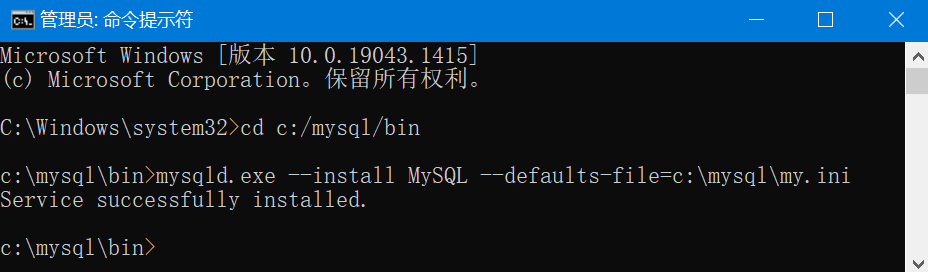 管理员: 命令提示符
Microsoft Windows [版本 10.0.19043.1415]
(c) Microsoft Corporation。保留所有权利。
C:\Windows\system32>cd c:/mysql/bin
c:\mysql\bin>mysqld.exe --install MySQL --defaults-file=c:\mysql\my.ini
Service successfully installed.
c:\mysql\bin>